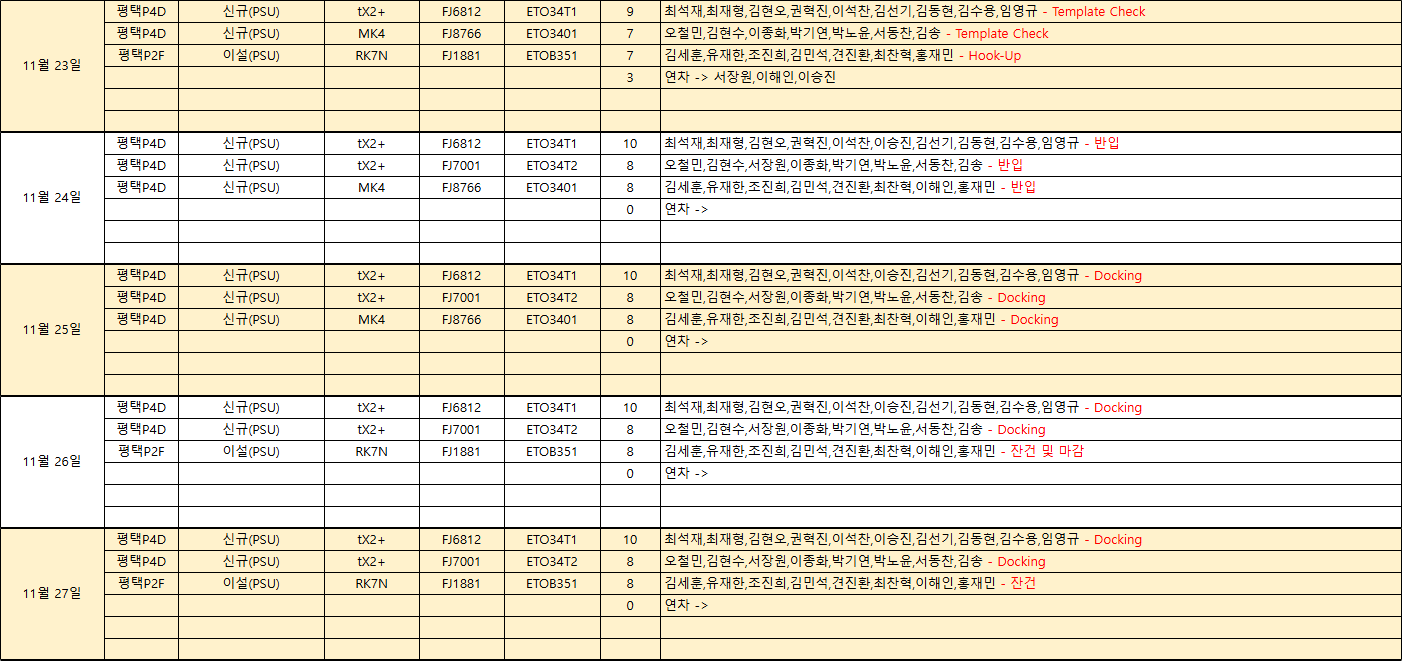 평택P4D 신규(PSU) tX2+ FJ6812 ETO34T1 9 최석재,최재형,김현오,권혁진,이석찬,김선기,김동현,김수용,임영규 - Template Check
평택P4D 신규(PSU) MK4 FJ8766 ETO3401 7 오철민,김현수,이종화,박기연,박노윤,서동찬,김송 - Template Check
11월 23일 평택P2F 이설(PSU) RK7N FJ1881 ETOB351 7 김세훈,유재한,조진희,김민석,견진환,최찬혁,홍재민 - Hook-Up
3 연차 -> 서장원,이해인,이승진
평택P4D 신규(PSU) tX2+ FJ6812 ETO34T1 10 최석재,최재형,김현오,권혁진,이석찬,이승진,김선기,김동현,김수용,임영규 - 반입
평택P4D 신규(PSU) tX2+ FJ7001 ETO34T2 8 오철민,김현수,서장원,이종화,박기연,박노윤,서동찬,김송 - 반입
11월 24일 평택P4D 신규(PSU) MK4 FJ8766 ETO3401 8 김세훈,유재한,조진희,김민석,견진환,최찬혁,이해인,홍재민 - 반입
0 연차 ->
평택P4D 신규(PSU) tX2+ FJ6812 ETO34T1 10 최석재,최재형,김현오,권혁진,이석찬,이승진,김선기,김동현,김수용,임영규 - Docking
평택P4D 신규(PSU) tX2+ FJ7001 ETO34T2 8 오철민,김현수,서장원,이종화,박기연,박노윤,서동찬,김송 - Docking
11월 25일 평택P4D 신규(PSU) MK4 FJ8766 ETO3401 8 김세훈,유재한,조진희,김민석,견진환,최찬혁,이해인,홍재민 - Docking
0 연차 ->
평택P4D 신규(PSU) tX2+ FJ6812 ETO34T1 10 최석재,최재형,김현오,권혁진,이석찬,이승진,김선기,김동현,김수용,임영규 - Docking
평택P4D 신규(PSU) tX2+ FJ7001 ETO34T2 8 오철민,김현수,서장원,이종화,박기연,박노윤,서동찬,김송 - Docking
11월 26일 평택P2F 이설(PSU) RK7N FJ1881 ETOB351 8 김세훈,유재한,조진희,김민석,견진환,최찬혁,이해인,홍재민 - 잔건 및 마감
0 연차 ->
평택P4D 신규(PSU) tX2+ FJ6812 ETO34T1 10 최석재,최재형,김현오,권혁진,이석찬,이승진,김선기,김동현,김수용,임영규 - Docking
평택P4D 신규(PSU) tX2+ FJ7001 ETO34T2 8 오철민,김현수,서장원,이종화,박기연,박노윤,서동찬,김송 - Docking
11월 27일 평택P2F 이설(PSU) RK7N FJ1881 ETOB351 8 김세훈,유재한,조진희,김민석,견진환,최찬혁,이해인,홍재민 - 잔건
0 연차 ->